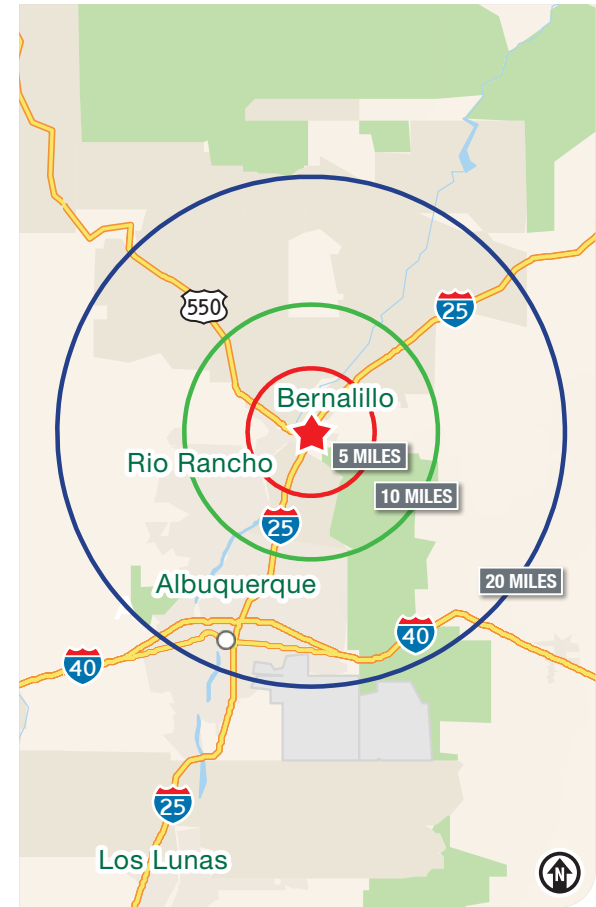 550
25
Bernalillo
5 MILES
Rio Rancho
10 MILES
25
20 MILES
Albuquerque
40
40
25
Los Lunas
N